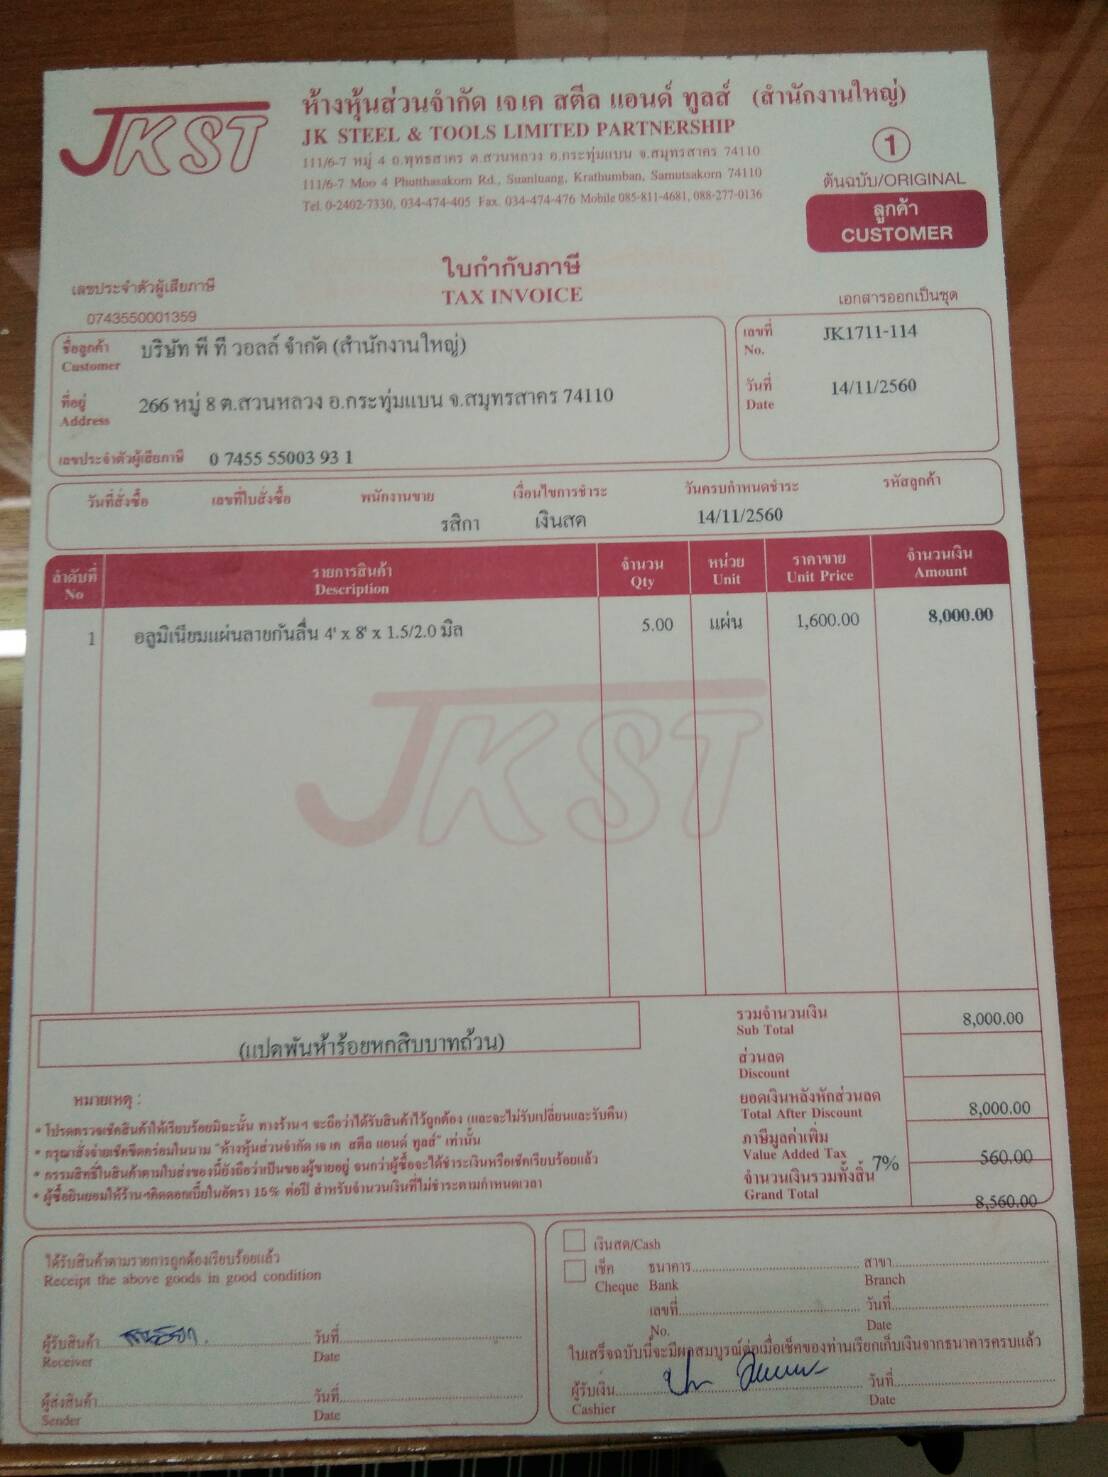 JKST
ห้างหุ้นส่วนจำกัด เจ เค สตีล แอนด์ ทูลส์ (สำนักงานใหญ่)
JK STEEL & TOOLS LIMITED PARTNERSHIP
111/6-7 หมู่ 4 ถ.พุทธสาคร ต.สวนหลวง อ.กระทุ่มแบน จ.สมุทรสาคร 74110
111/6-7 Moo 4 Phutthasakorn Rd., Suanluang, Krathumban, Samutsakorn 74110
Tel. 0-2402-7330, 034-474-405 Fax. 034-474-476 Mobile 085-811-4681, 088-277-0136
1
ต้นฉบับ/ORIGINAL
ลูกค้า
CUSTOMER
ใบกำกับภาษี
TAX INVOICE
เลขประจำตัวผู้เสียภาษี
0743550001359
เอกสารออกเป็นชุด
ชื่อลูกค้า บริษัท พี ที วอลล์ จำกัด (สำนักงานใหญ่)
Customer
ที่อยู่ 266 หมู่ 8 ต.สวนหลวง อ.กระทุ่มแบน จ.สมุทรสาคร 74110
Address
เลขประจำตัวผู้เสียภาษี 0 7455 55003 93 1
เลขที่ JK1711-114
No.
วันที่ 14/11/2560
Date
วันที่สั่งซื้อ เลขที่ใบสั่งซื้อ พนักงานขาย เงื่อนไขการชำระ วันครบกำหนดชำระ รหัสลูกค้า
รสิกา เงินสด 14/11/2560
ลำดับที่ รายการสินค้า จำนวน หน่วย ราคาขาย จำนวนเงิน
No Description Qty Unit Unit Price Amount
1 อลูมิเนียมแผ่นลายกันลื่น 4' x 8' x 1.5/2.0 มิล 5.00 แผ่น 1,600.00 8,000.00
JKST
รวมจำนวนเงิน 8,000.00
Sub Total
ส่วนลด
Discount
ยอดเงินหลังหักส่วนลด 8,000.00
Total After Discount
ภาษีมูลค่าเพิ่ม
Value Added Tax 7% 560.00
จำนวนเงินรวมทั้งสิ้น
Grand Total 8,560.00
(แปดพันห้าร้อยหกสิบบาทถ้วน)
หมายเหตุ :
* โปรดตรวจเช็คสินค้าให้เรียบร้อยมิฉะนั้น ทางร้านฯ จะถือว่าได้รับสินค้าไว้ถูกต้อง (และจะไม่รับเปลี่ยนและรับคืน)
* กรุณาสั่งจ่ายเช็คขีดคร่อมในนาม "ห้างหุ้นส่วนจำกัด เจ เค สตีล แอนด์ ทูลส์" เท่านั้น
* กรรมสิทธิ์ในสินค้าตามใบส่งของนี้ยังถือว่าเป็นของผู้ขายอยู่ จนกว่าผู้ซื้อจะได้ชำระเงินหรือเช็คเรียบร้อยแล้ว
* ผู้ซื้อยินยอมให้ร้านฯคิดดอกเบี้ยในอัตรา 15% ต่อปี สำหรับจำนวนเงินที่ไม่ชำระตามกำหนดเวลา
ได้รับสินค้าตามรายการถูกต้องเรียบร้อยแล้ว
Receipt the above goods in good condition
ผู้รับสินค้า วันที่
Receiver Date
ผู้ส่งสินค้า วันที่
Sender Date
เงินสด/Cash
เช็ค ธนาคาร สาขา
Cheque Bank Branch
เลขที่ วันที่
No. Date
ใบเสร็จฉบับนี้จะมีผลสมบูรณ์ต่อเมื่อเช็คของท่านเรียกเก็บเงินจากธนาคารครบแล้ว
ผู้รับเงิน วันที่
Cashier Date